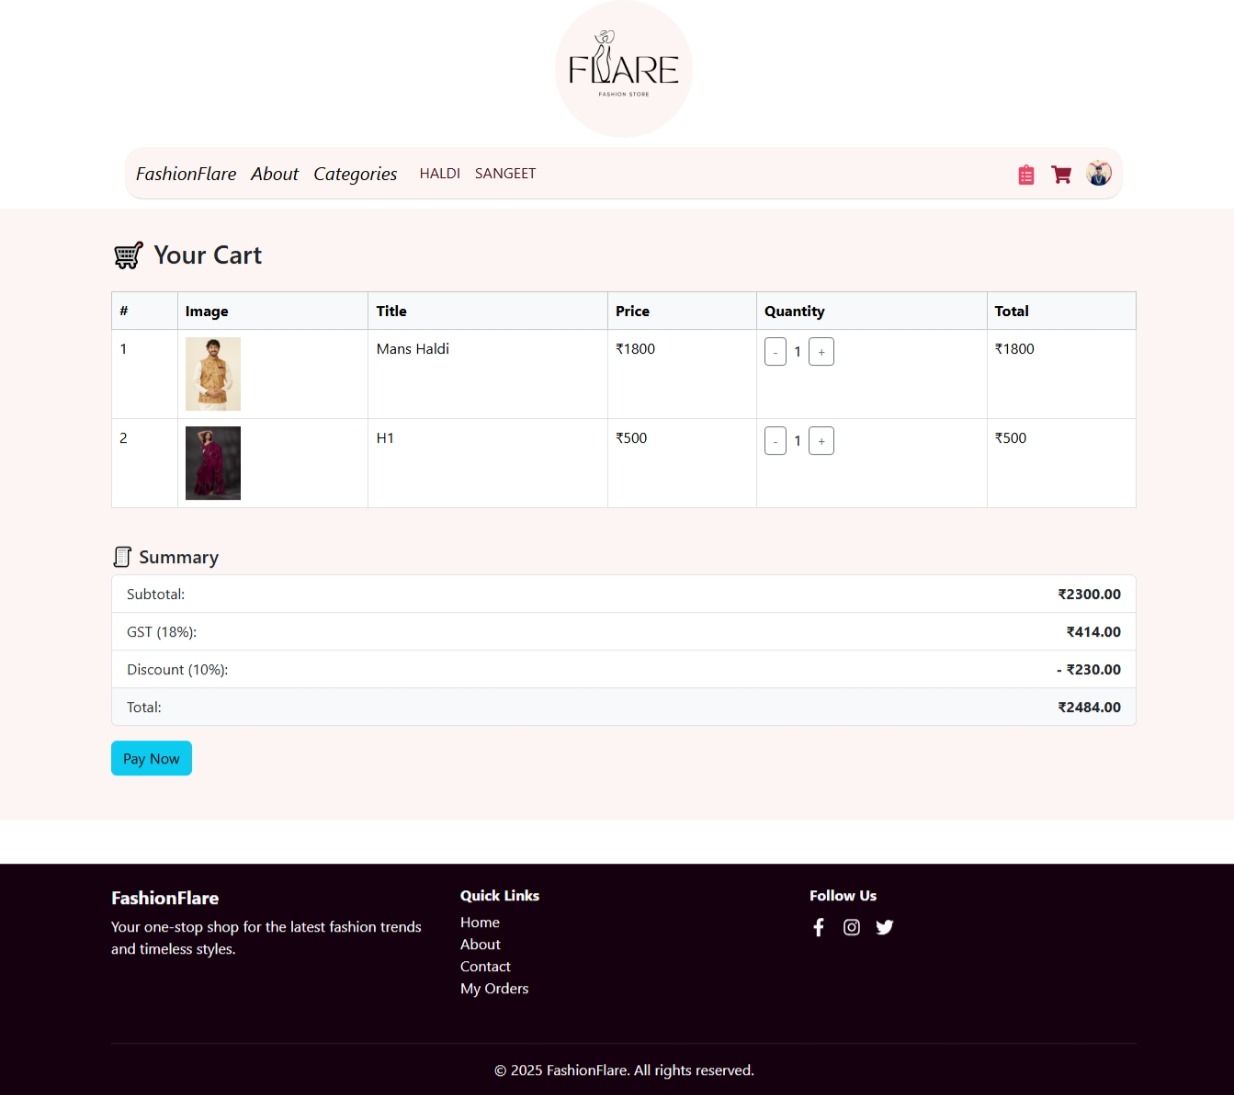 FLARE
FASHION STORE
FashionFlare About Categories HALDI SANGEET
Your Cart
# Image Title Price Quantity Total
1 Mans Haldi ₹1800 - 1 + ₹1800
2 H1 ₹500 - 1 + ₹500
Summary
Subtotal: ₹2300.00
GST (18%): ₹414.00
Discount (10%): - ₹230.00
Total: ₹2484.00
Pay Now
FashionFlare
Your one-stop shop for the latest fashion trends
and timeless styles.
Quick Links
Home
About
Contact
My Orders
Follow Us
© 2025 FashionFlare. All rights reserved.